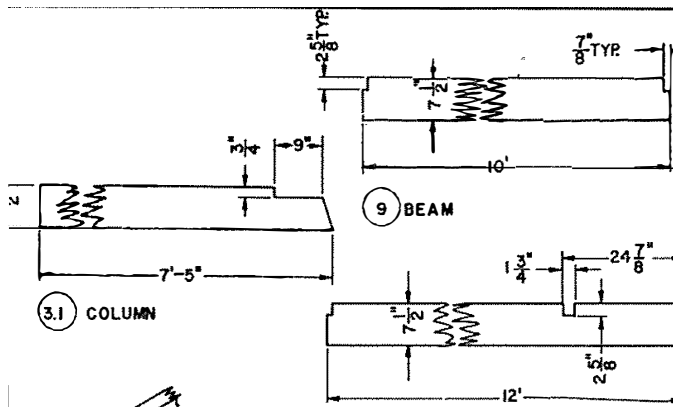 2 5/8" TYP.
7/8" TYP.
7 1/2"
10'
9 BEAM
3/4"
9"
2
7'-5"
3.1 COLUMN
24 7/8"
1 3/4"
7 1/2"
2 5/8"
12'